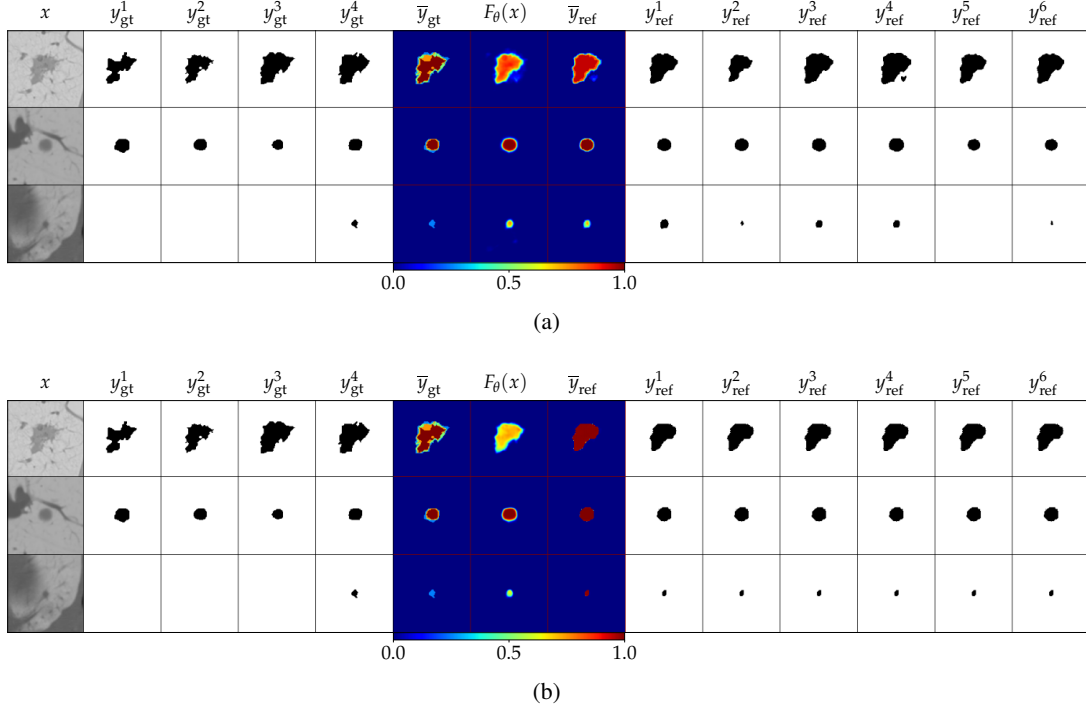 x y¹gt y²gt y³gt y⁴gt ȳgt Fθ(x) ȳref y¹ref y²ref y³ref y⁴ref y⁵ref y⁶ref
0.0 0.5 1.0
(a)
x y¹gt y²gt y³gt y⁴gt ȳgt Fθ(x) ȳref y¹ref y²ref y³ref y⁴ref y⁵ref y⁶ref
0.0 0.5 1.0
(b)